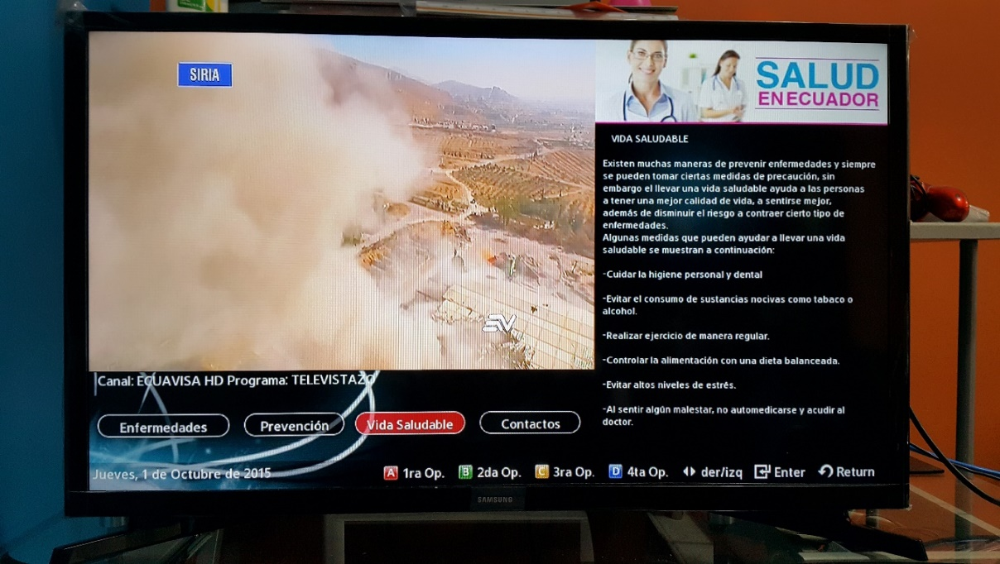 SIRIA
SALUD
EN ECUADOR
VIDA SALUDABLE
Existen muchas maneras de prevenir enfermedades y siempre
se pueden tomar ciertas medidas de precaución, sin
embargo el llevar una vida saludable ayuda a las personas
a tener una mejor calidad de vida, a sentirse mejor,
además de disminuir el riesgo a contraer cierto tipo de
enfermedades.
Algunas medidas que pueden ayudar a llevar una vida
saludable se muestran a continuación:
-Cuidar la higiene personal y dental
-Evitar el consumo de sustancias nocivas como tabaco o
alcohol.
-Realizar ejercicio de manera regular.
-Controlar la alimentación con una dieta balanceada.
-Evitar altos niveles de estrés.
-Al sentir algún malestar, no automedicarse y acudir al
doctor.
EV
Canal: ECUAVISA HD Programa: TELEVISTAZO
Enfermedades Prevención Vida Saludable Contactos
Jueves, 1 de Octubre de 2015 A 1ra Op. B 2da Op. C 3ra Op. D 4ta Op. der/izq Enter Return
SAMSUNG